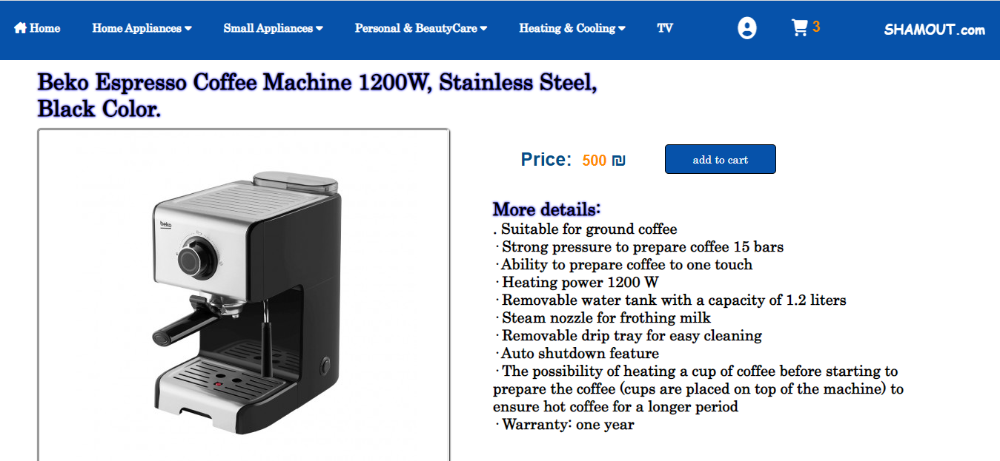 Home Home Appliances Small Appliances Personal & BeautyCare Heating & Cooling TV 3 SHAMOUT.com
Beko Espresso Coffee Machine 1200W, Stainless Steel,
Black Color.
beko
Price: 500 ₪ add to cart
More details:
. Suitable for ground coffee
· Strong pressure to prepare coffee 15 bars
· Ability to prepare coffee to one touch
· Heating power 1200 W
· Removable water tank with a capacity of 1.2 liters
· Steam nozzle for frothing milk
· Removable drip tray for easy cleaning
· Auto shutdown feature
· The possibility of heating a cup of coffee before starting to
prepare the coffee (cups are placed on top of the machine) to
ensure hot coffee for a longer period
· Warranty: one year